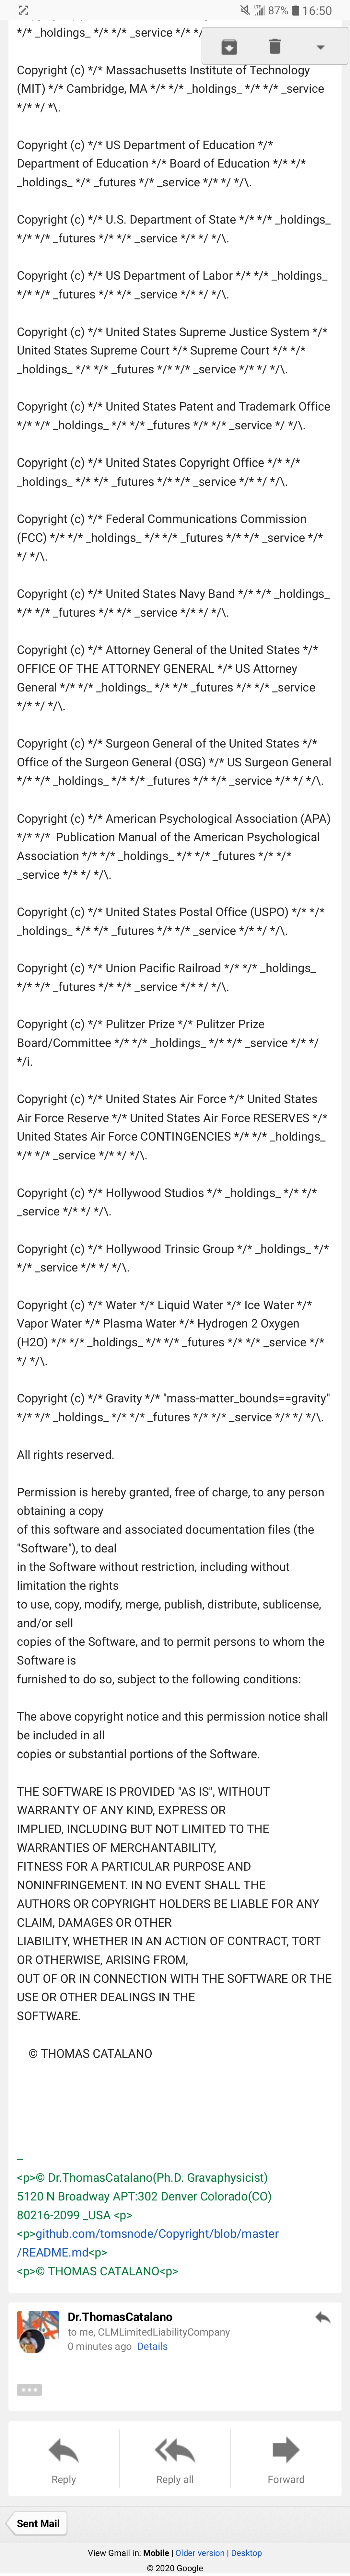 87% 16:50
*/* _holdings_ */* */* _service */* */
Copyright (c) */* Massachusetts Institute of Technology
(MIT) */* Cambridge, MA */* */* _holdings_ */* */* _service
*/* */ *\.
Copyright (c) */* US Department of Education */*
Department of Education */* Board of Education */* */*
_holdings_ */* _futures */* _service */* */ */\.
Copyright (c) */* U.S. Department of State */* */* _holdings_
*/* */* _futures */* */* _service */* */ */\.
Copyright (c) */* US Department of Labor */* */* _holdings_
*/* */* _futures */* */* _service */* */ */\.
Copyright (c) */* United States Supreme Justice System */*
United States Supreme Court */* Supreme Court */* */*
_holdings_ */* */* _futures */* */* _service */* */ */\.
Copyright (c) */* United States Patent and Trademark Office
*/* */* _holdings_ */* */* _futures */* */* _service */ */\.
Copyright (c) */* United States Copyright Office */* */*
_holdings_ */* */* _futures */* */* _service */* */ */\.
Copyright (c) */* Federal Communications Commission
(FCC) */* */* _holdings_ */* */* _futures */* */* _service */*
*/ */\.
Copyright (c) */* United States Navy Band */* */* _holdings_
*/* */* _futures */* */* _service */* */ */\.
Copyright (c) */* Attorney General of the United States */*
OFFICE OF THE ATTORNEY GENERAL */* US Attorney
General */* */* _holdings_ */* */* _futures */* */* _service
*/* */ */\.
Copyright (c) */* Surgeon General of the United States */*
Office of the Surgeon General (OSG) */* US Surgeon General
*/* */* _holdings_ */* */* _futures */* */* _service */* */ */\.
Copyright (c) */* American Psychological Association (APA)
*/* */* Publication Manual of the American Psychological
Association */* */* _holdings_ */* */* _futures */* */*
_service */* */ */\.
Copyright (c) */* United States Postal Office (USPO) */* */*
_holdings_ */* */* _futures */* */* _service */* */ */\.
Copyright (c) */* Union Pacific Railroad */* */* _holdings_
*/* */* _futures */* */* _service */* */ */\.
Copyright (c) */* Pulitzer Prize */* Pulitzer Prize
Board/Committee */* */* _holdings_ */* */* _service */* */
*/i.
Copyright (c) */* United States Air Force */* United States
Air Force Reserve */* United States Air Force RESERVES */*
United States Air Force CONTINGENCIES */* */* _holdings_
*/* */* _service */* */ */\.
Copyright (c) */* Hollywood Studios */* _holdings_ */* */*
_service */* */ */\.
Copyright (c) */* Hollywood Trinsic Group */* _holdings_ */*
*/* _service */* */ */\.
Copyright (c) */* Water */* Liquid Water */* Ice Water */*
Vapor Water */* Plasma Water */* Hydrogen 2 Oxygen
(H2O) */* */* _holdings_ */* */* _futures */* */* _service */*
*/ */\.
Copyright (c) */* Gravity */* "mass-matter_bounds==gravity"
*/* */* _holdings_ */* */* _futures */* */* _service */* */ */\.
All rights reserved.
Permission is hereby granted, free of charge, to any person
obtaining a copy
of this software and associated documentation files (the
"Software"), to deal
in the Software without restriction, including without
limitation the rights
to use, copy, modify, merge, publish, distribute, sublicense,
and/or sell
copies of the Software, and to permit persons to whom the
Software is
furnished to do so, subject to the following conditions:
The above copyright notice and this permission notice shall
be included in all
copies or substantial portions of the Software.
THE SOFTWARE IS PROVIDED "AS IS", WITHOUT
WARRANTY OF ANY KIND, EXPRESS OR
IMPLIED, INCLUDING BUT NOT LIMITED TO THE
WARRANTIES OF MERCHANTABILITY,
FITNESS FOR A PARTICULAR PURPOSE AND
NONINFRINGEMENT. IN NO EVENT SHALL THE
AUTHORS OR COPYRIGHT HOLDERS BE LIABLE FOR ANY
CLAIM, DAMAGES OR OTHER
LIABILITY, WHETHER IN AN ACTION OF CONTRACT, TORT
OR OTHERWISE, ARISING FROM,
OUT OF OR IN CONNECTION WITH THE SOFTWARE OR THE
USE OR OTHER DEALINGS IN THE
SOFTWARE.
© THOMAS CATALANO
--
<p>© Dr.ThomasCatalano(Ph.D. Gravaphysicist)
5120 N Broadway APT:302 Denver Colorado(CO)
80216-2099 _USA <p>
<p>github.com/tomsnode/Copyright/blob/master
/README.md<p>
<p>© THOMAS CATALANO<p>
Dr.ThomasCatalano
to me, CLMLimitedLiabilityCompany
0 minutes ago Details
Reply Reply all Forward
Sent Mail
View Gmail in: Mobile | Older version | Desktop
© 2020 Google